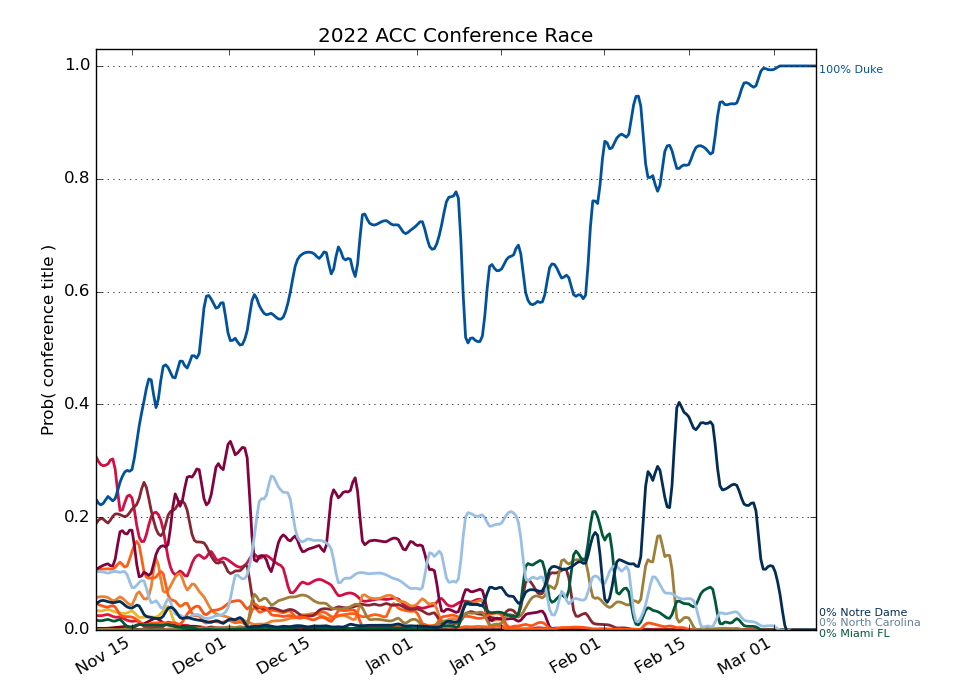 2022 ACC Conference Race
Prob( conference title )
1.0
0.8
0.6
0.4
0.2
0.0
Nov 15
Dec 01
Dec 15
Jan 01
Jan 15
Feb 01
Feb 15
Mar 01
100% Duke
0% Notre Dame
0% North Carolina
0% Miami FL